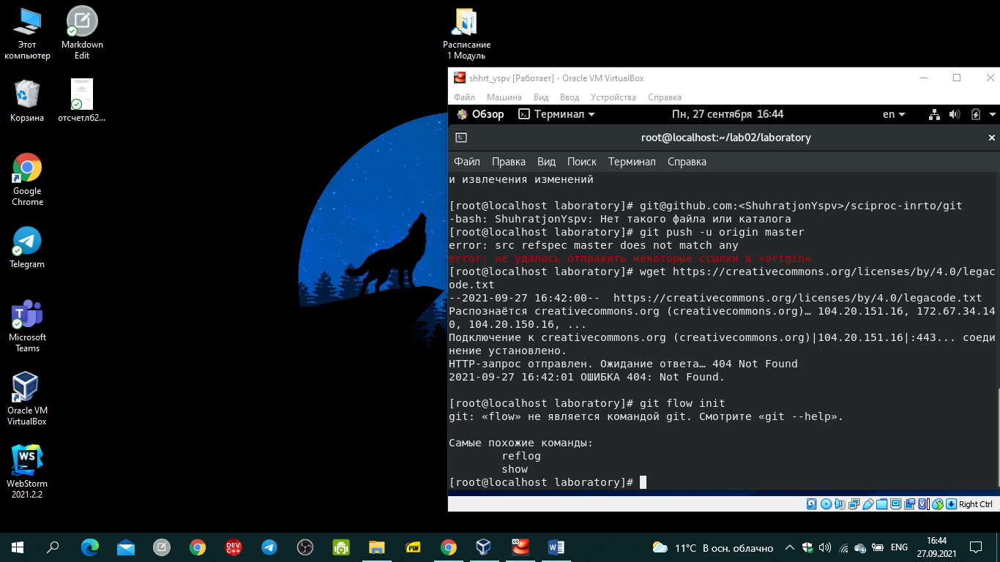 Этот
компьютер
Markdown
Edit
Корзина
отсчетлб2...
Google
Chrome
Telegram
Microsoft
Teams
Oracle VM
VirtualBox
WS
WebStorm
2021.2.2
Расписание
1 Модуль
shhrt_yspv [Работает] - Oracle VM VirtualBox
Файл Машина Вид Ввод Устройства Справка
Обзор Терминал Пн, 27 сентября 16:44 en
root@localhost:~/lab02/laboratory
Файл Правка Вид Поиск Терминал Справка
и извлечения изменений
[root@localhost laboratory]# git@github.com:<ShuhratjonYspv>/sciproc-inrto/git
-bash: ShuhratjonYspv: Нет такого файла или каталога
[root@localhost laboratory]# git push -u origin master
error: src refspec master does not match any
error: не удалось отправить некоторые ссылки в «origin»
[root@localhost laboratory]# wget https://creativecommons.org/licenses/by/4.0/legac
ode.txt
--2021-09-27 16:42:00-- https://creativecommons.org/licenses/by/4.0/legacode.txt
Распознаётся creativecommons.org (creativecommons.org)… 104.20.151.16, 172.67.34.14
0, 104.20.150.16, ...
Подключение к creativecommons.org (creativecommons.org)|104.20.151.16|:443... соеди
нение установлено.
HTTP-запрос отправлен. Ожидание ответа… 404 Not Found
2021-09-27 16:42:01 ОШИБКА 404: Not Found.
[root@localhost laboratory]# git flow init
git: «flow» не является командой git. Смотрите «git --help».
Самые похожие команды:
reflog
show
[root@localhost laboratory]#
Right Ctrl
DEV
C++
PDF
11°C В осн. облачно
ENG
16:44
27.09.2021